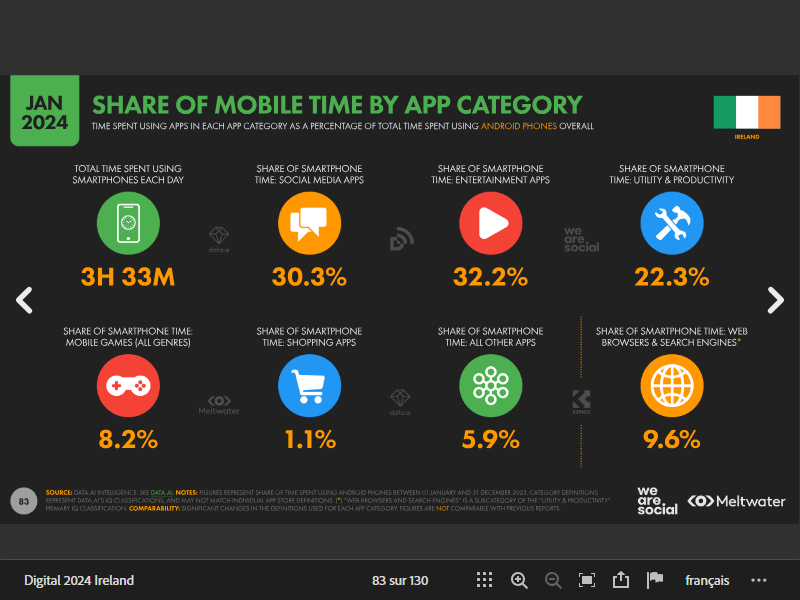 JAN
2024
SHARE OF MOBILE TIME BY APP CATEGORY
TIME SPENT USING APPS IN EACH APP CATEGORY AS A PERCENTAGE OF TOTAL TIME SPENT USING ANDROID PHONES OVERALL
IRELAND
TOTAL TIME SPENT USING
SMARTPHONES EACH DAY
3H 33M
SHARE OF SMARTPHONE
TIME: SOCIAL MEDIA APPS
30.3%
SHARE OF SMARTPHONE
TIME: ENTERTAINMENT APPS
32.2%
SHARE OF SMARTPHONE
TIME: UTILITY & PRODUCTIVITY
22.3%
data.ai
we
are.
social
SHARE OF SMARTPHONE TIME:
MOBILE GAMES (ALL GENRES)
8.2%
SHARE OF SMARTPHONE
TIME: SHOPPING APPS
1.1%
SHARE OF SMARTPHONE
TIME: ALL OTHER APPS
5.9%
SHARE OF SMARTPHONE TIME: WEB
BROWSERS & SEARCH ENGINES*
9.6%
Meltwater
data.ai
KEPIOS
83
SOURCE: DATA.AI INTELLIGENCE. SEE DATA.AI. NOTES: FIGURES REPRESENT SHARE OF TIME SPENT USING ANDROID PHONES BETWEEN 01 JANUARY AND 31 DECEMBER 2023. CATEGORY DEFINITIONS
REPRESENT DATA.AI'S IQ CLASSIFICATIONS, AND MAY NOT MATCH INDIVIDUAL APP STORE DEFINITIONS. (*) "WEB BROWSERS AND SEARCH ENGINES" IS A SUBCATEGORY OF THE "UTILITY & PRODUCTIVITY"
PRIMARY IQ CLASSIFICATION. COMPARABILITY: SIGNIFICANT CHANGES IN THE DEFINITIONS USED FOR EACH APP CATEGORY; FIGURES ARE NOT COMPARABLE WITH PREVIOUS REPORTS.
we
are.
social
Meltwater
Digital 2024 Ireland
83 sur 130
français